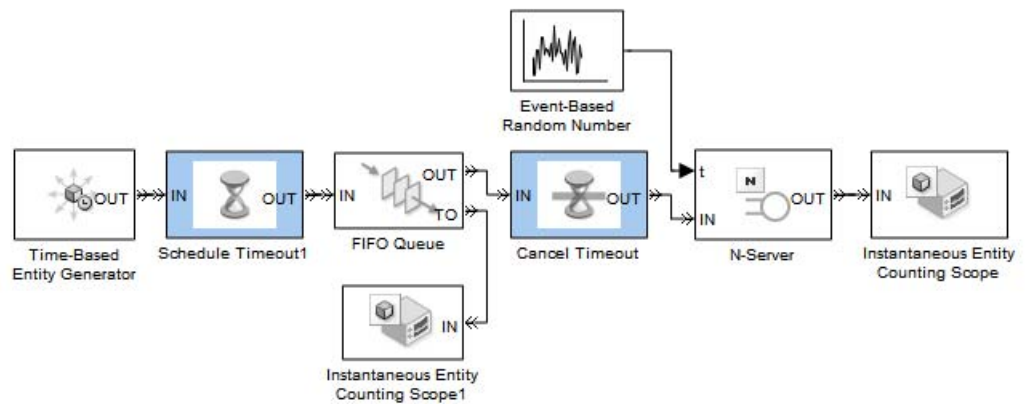 Event-Based
Random Number
OUT
Time-Based
Entity Generator
IN
OUT
Schedule Timeout1
IN
OUT
TO
FIFO Queue
IN
OUT
Cancel Timeout
t
IN
N
OUT
N-Server
IN
Instantaneous Entity
Counting Scope
IN
Instantaneous Entity
Counting Scope1